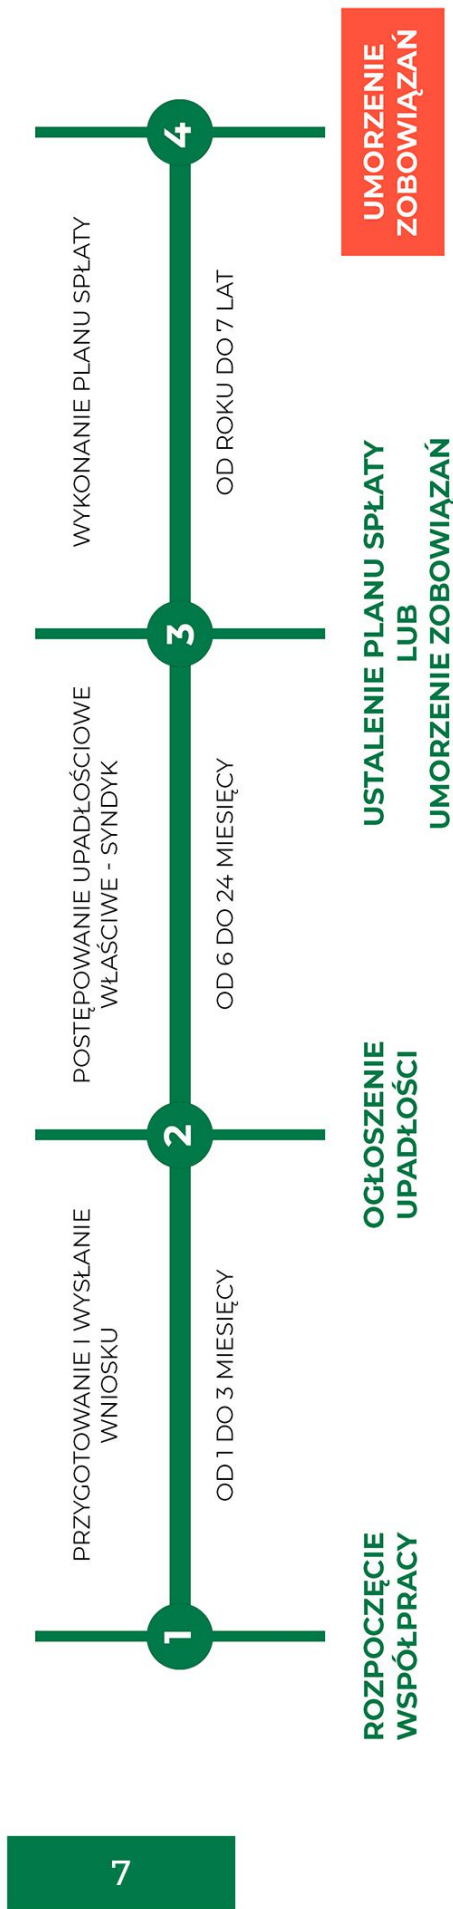 PRZYGOTOWANIE I WYSŁANIE
WNIOSKU
POSTĘPOWANIE UPADŁOŚCIOWE
WŁAŚCIWE - SYNDYK
WYKONANIE PLANU SPŁATY
1
2
3
4
OD 1 DO 3 MIESIĘCY
OD 6 DO 24 MIESIĘCY
OD ROKU DO 7 LAT
ROZPOCZĘCIE
WSPÓŁPRACY
OGŁOSZENIE
UPADŁOŚCI
USTALENIE PLANU SPŁATY
LUB
UMORZENIE ZOBOWIĄZAŃ
UMORZENIE
ZOBOWIĄZAŃ
7